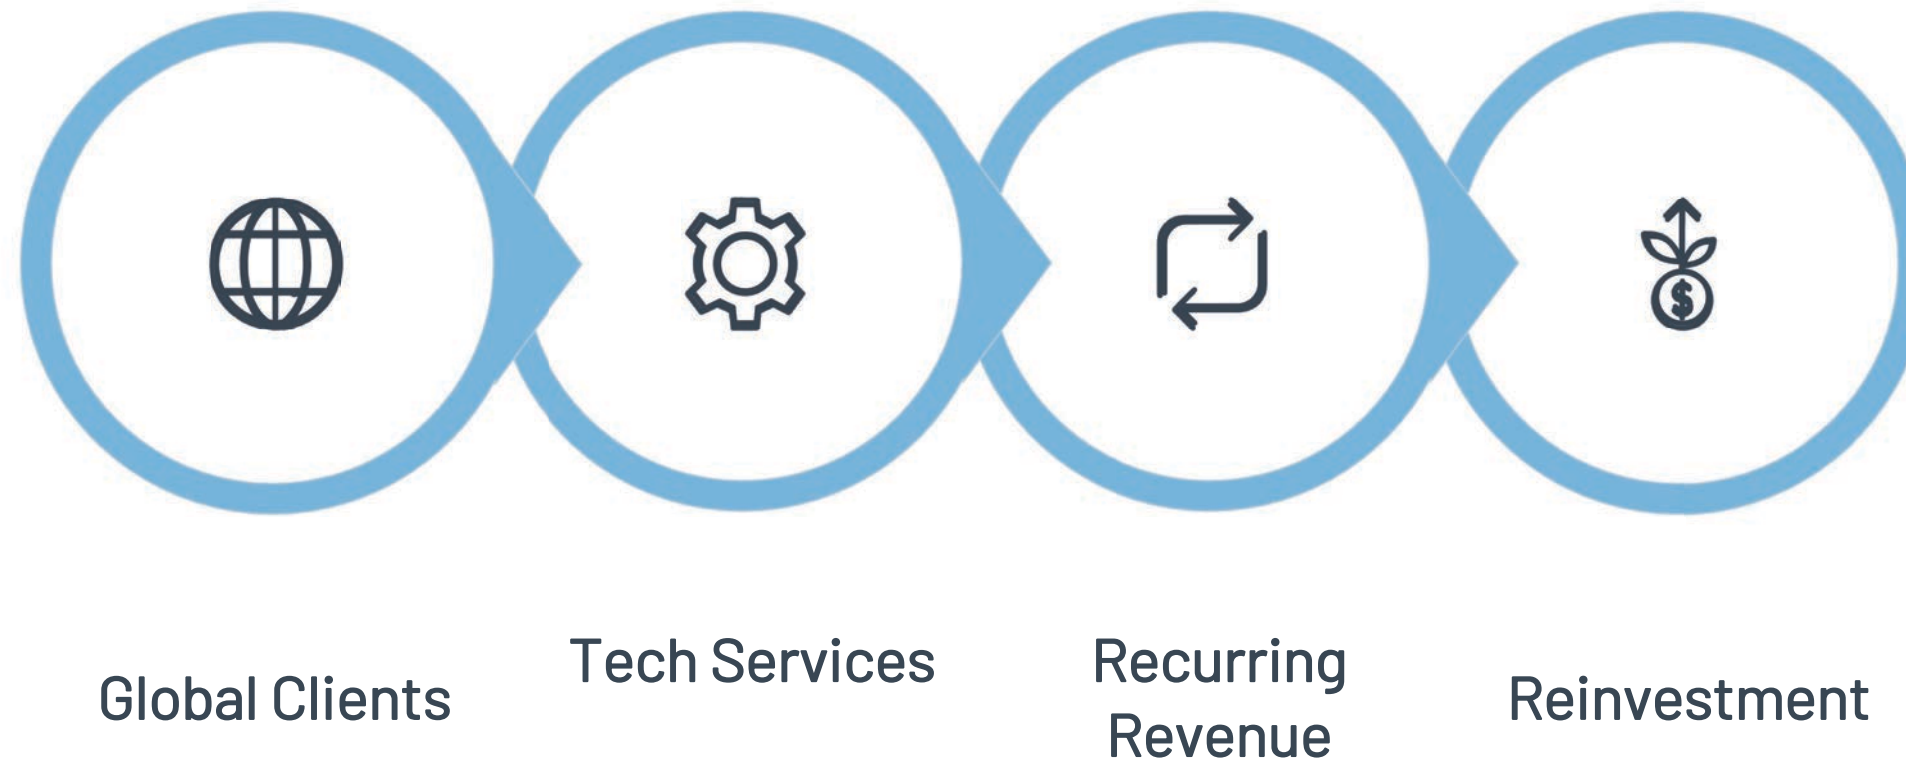 Global Clients
Tech Services
Recurring
Revenue
Reinvestment
$